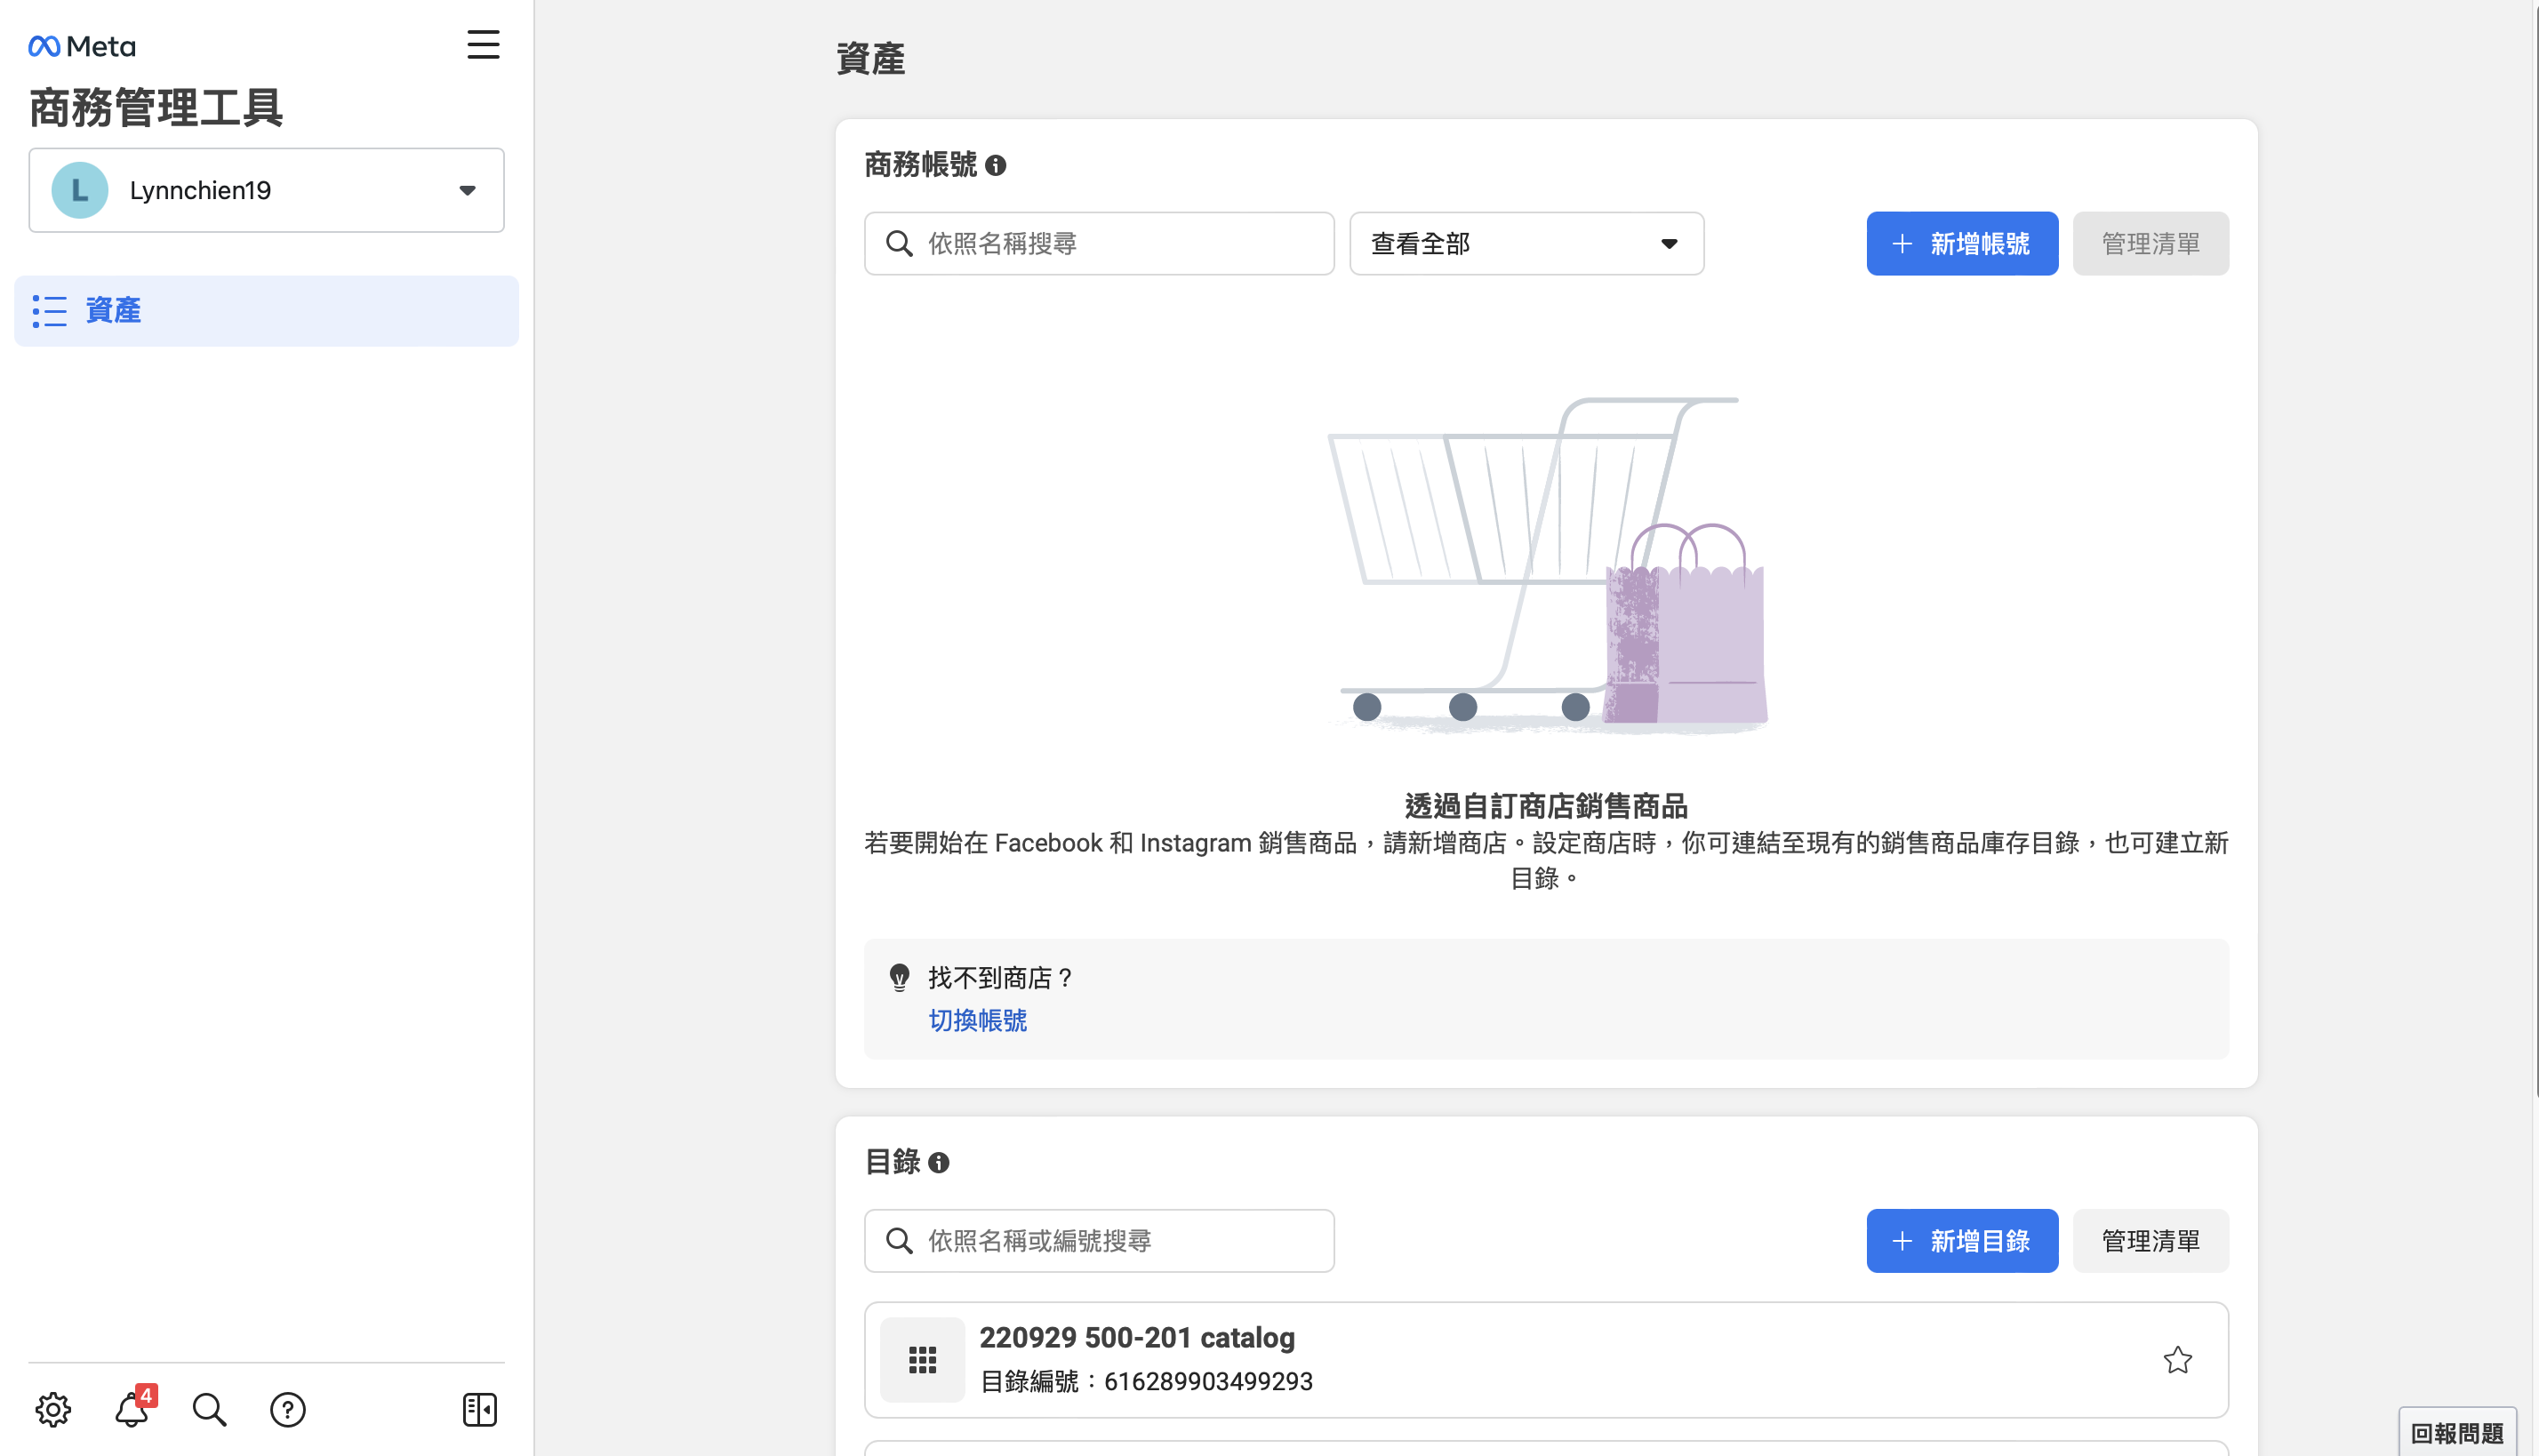 Meta
商務管理工具
L
Lynnchien19
資產
4
資產
商務帳號
依照名稱搜尋
查看全部
新增帳號
管理清單
透過自訂商店銷售商品
若要開始在 Facebook 和 Instagram 銷售商品，請新增商店。設定商店時，你可連結至現有的銷售商品庫存目錄，也可建立新
目錄。
找不到商店？
切換帳號
目錄
依照名稱或編號搜尋
新增目錄
管理清單
220929 500-201 catalog
目錄編號：616289903499293
回報問題